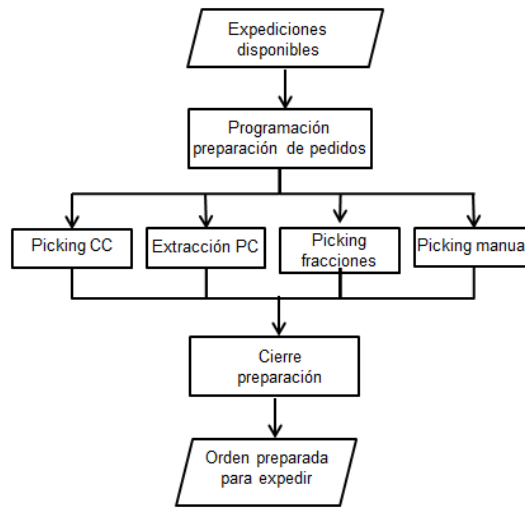 Expediciones
disponibles
Programación
preparación de pedidos
Picking CC
Extracción PC
Picking
fracciones
Picking manual
Cierre
preparación
Orden preparada
para expedir